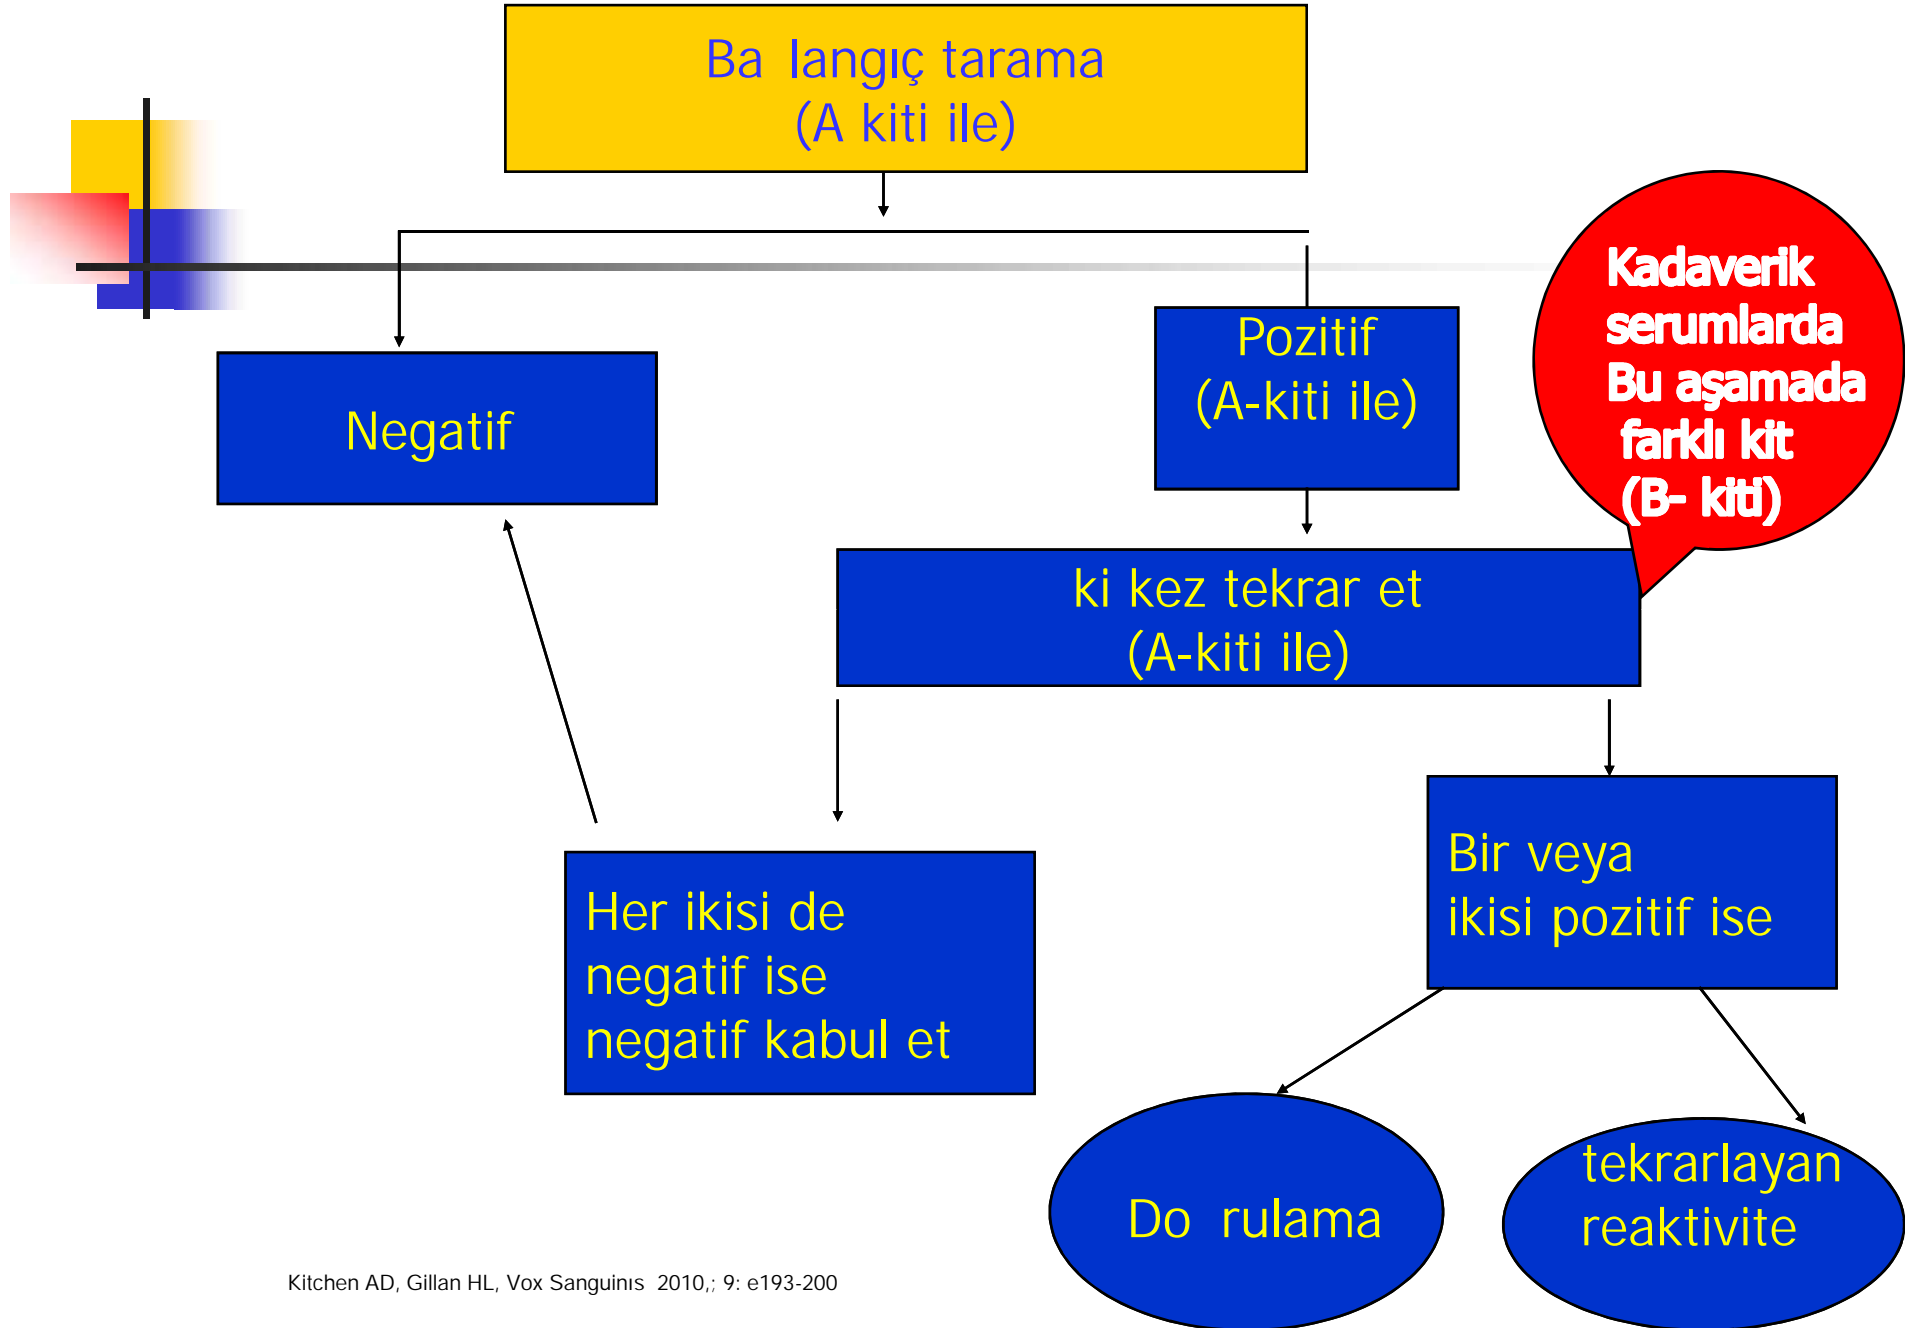 Ba langıç tarama
(A kiti ile)
Negatif
Pozitif
(A-kiti ile)
Kadaverik
serumlarda
Bu aşamada
farklı kit
(B- kiti)
ki kez tekrar et
(A-kiti ile)
Her ikisi de
negatif ise
negatif kabul et
Bir veya
ikisi pozitif ise
Do rulama
tekrarlayan
reaktivite
Kitchen AD, Gillan HL, Vox Sanguinıs 2010,; 9: e193-200